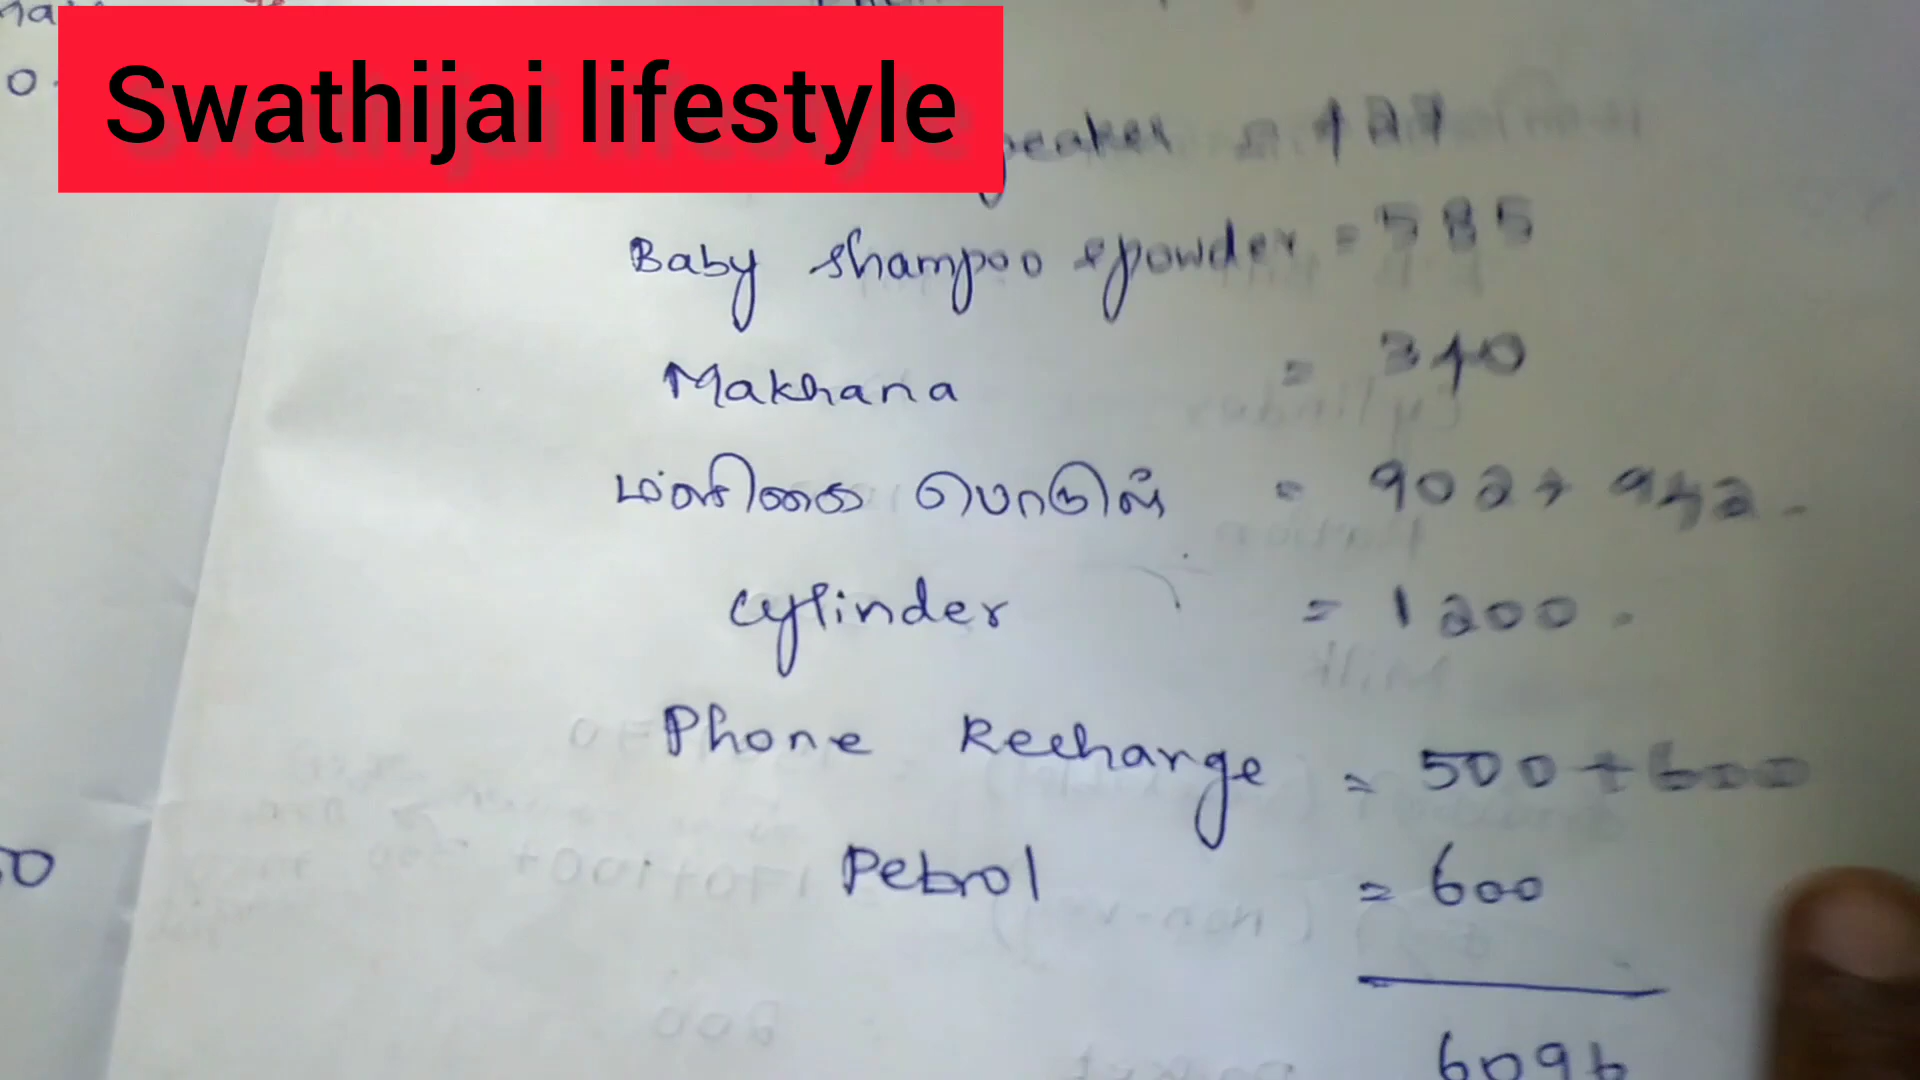 Swathijai lifestyle
= 427
Baby shampoo & powder = 585
Makhana = 340
மளிகை பொருள் = 902 + 942.
Cylinder = 1200.
Phone Recharge = 500 + 600
Petrol = 600
6096